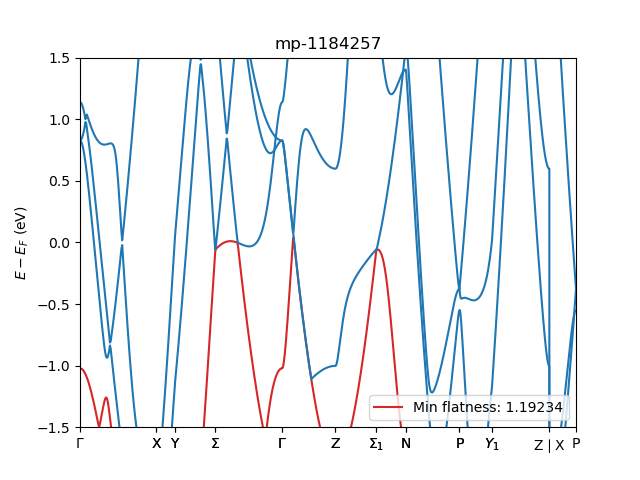 mp-1184257
E − E_F (eV)
1.5
1.0
0.5
0.0
−0.5
−1.0
−1.5
Min flatness: 1.19234
Γ X Y Σ Γ Z Σ₁ N P Y₁ Z | X P